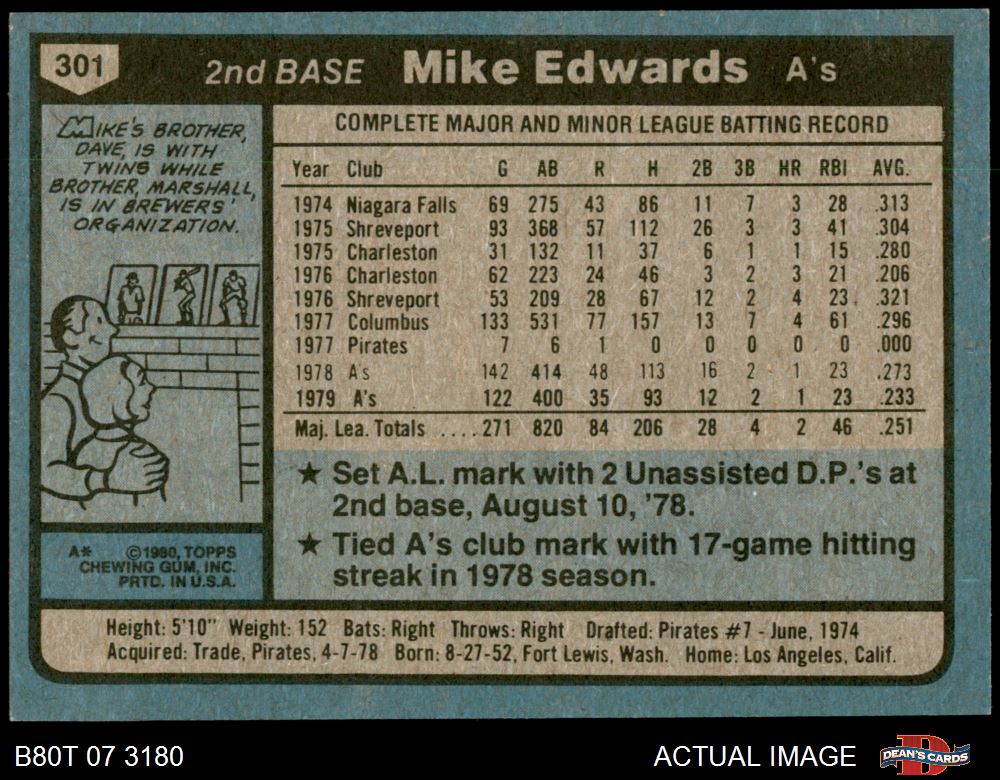 301 2nd BASE Mike Edwards A's
MIKE'S BROTHER,
DAVE, IS WITH
TWINS WHILE
BROTHER, MARSHALL,
IS IN BREWERS'
ORGANIZATION.
A* ©1980, TOPPS
CHEWING GUM, INC.
PRTD. IN U.S.A.
COMPLETE MAJOR AND MINOR LEAGUE BATTING RECORD
Year Club G AB R H 2B 3B HR RBI AVG.
1974 Niagara Falls 69 275 43 86 11 7 3 28 .313
1975 Shreveport 93 368 57 112 26 3 3 41 .304
1975 Charleston 31 132 11 37 6 1 1 15 .280
1976 Charleston 62 223 24 46 3 2 3 21 .206
1976 Shreveport 53 209 28 67 12 2 4 23 .321
1977 Columbus 133 531 77 157 13 7 4 61 .296
1977 Pirates 7 6 1 0 0 0 0 0 .000
1978 A's 142 414 48 113 16 2 1 23 .273
1979 A's 122 400 35 93 12 2 1 23 .233
Maj. Lea. Totals ....271 820 84 206 28 4 2 46 .251
★ Set A.L. mark with 2 Unassisted D.P.'s at
2nd base, August 10, '78.
★ Tied A's club mark with 17-game hitting
streak in 1978 season.
Height: 5'10" Weight: 152 Bats: Right Throws: Right Drafted: Pirates #7 - June, 1974
Acquired: Trade, Pirates, 4-7-78 Born: 8-27-52, Fort Lewis, Wash. Home: Los Angeles, Calif.
B80T 07 3180 ACTUAL IMAGE DEAN'S CARDS